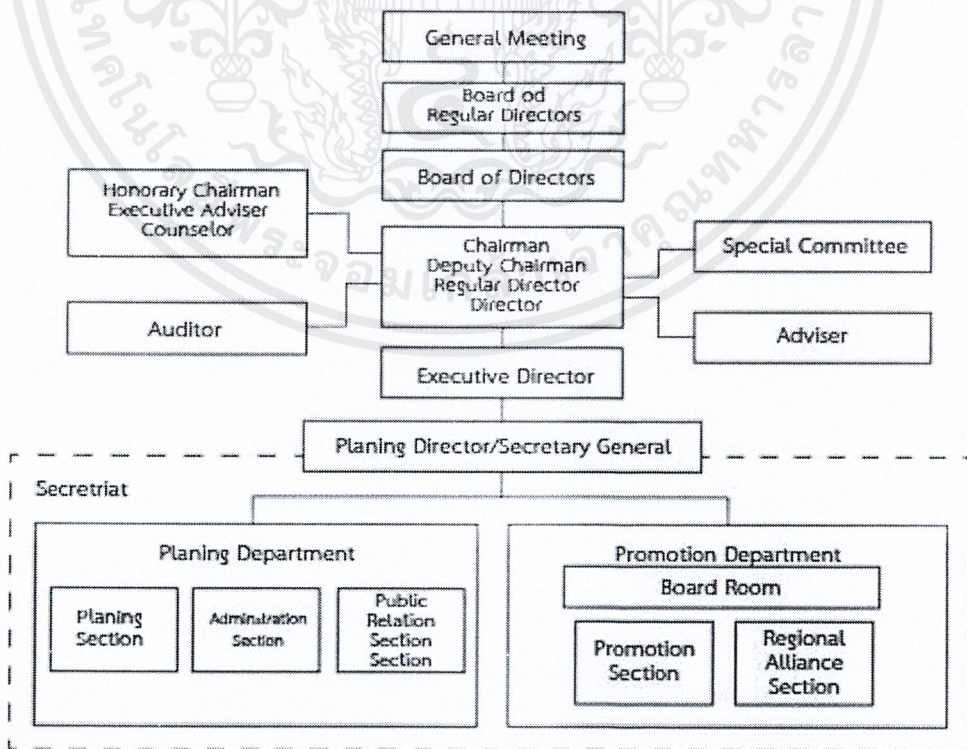 General Meeting
Board od
Regular Directors
Board of Directors
Honorary Chairman
Executive Adviser
Counselor
Chairman
Deputy Chairman
Regular Director
Director
Special Committee
Auditor
Adviser
Executive Director
Planing Director/Secretary General
Secretriat
Planing Department
Planing
Section
Adminutration
Section
Public
Relation
Section
Section
Promotion Department
Board Room
Promotion
Section
Regional
Alliance
Section